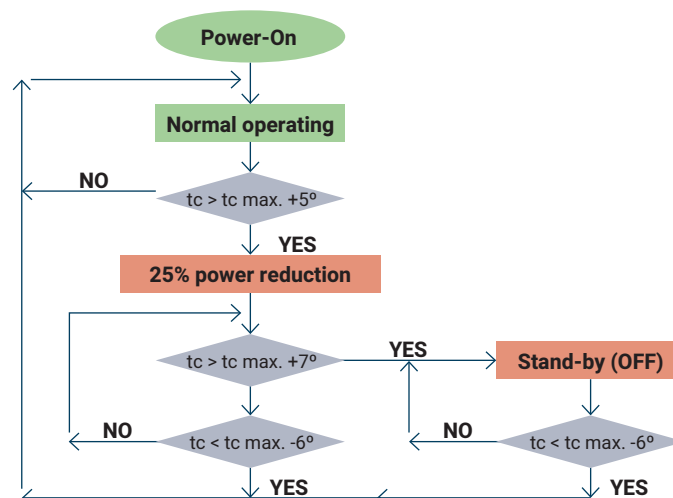 Power-On
Normal operating
NO
tc > tc max. +5º
YES
25% power reduction
tc > tc max. +7º
YES
Stand-by (OFF)
NO
tc < tc max. -6º
NO
tc < tc max. -6º
YES
YES